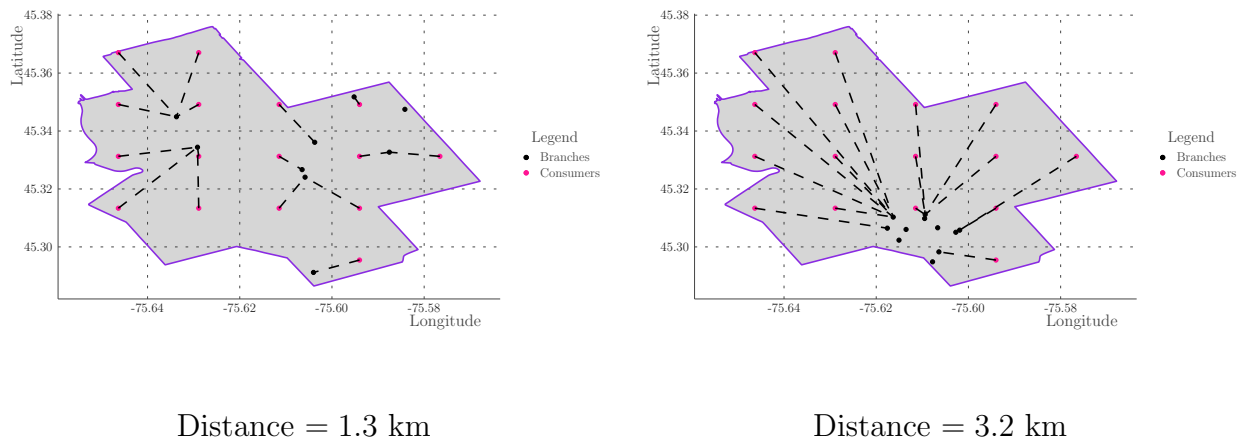 45.38
45.36
45.34
45.32
45.30
Latitude
-75.64
-75.62
-75.60
-75.58
Longitude
Legend
Branches
Consumers
45.38
45.36
45.34
45.32
45.30
Latitude
-75.64
-75.62
-75.60
-75.58
Longitude
Legend
Branches
Consumers
Distance = 1.3 km
Distance = 3.2 km